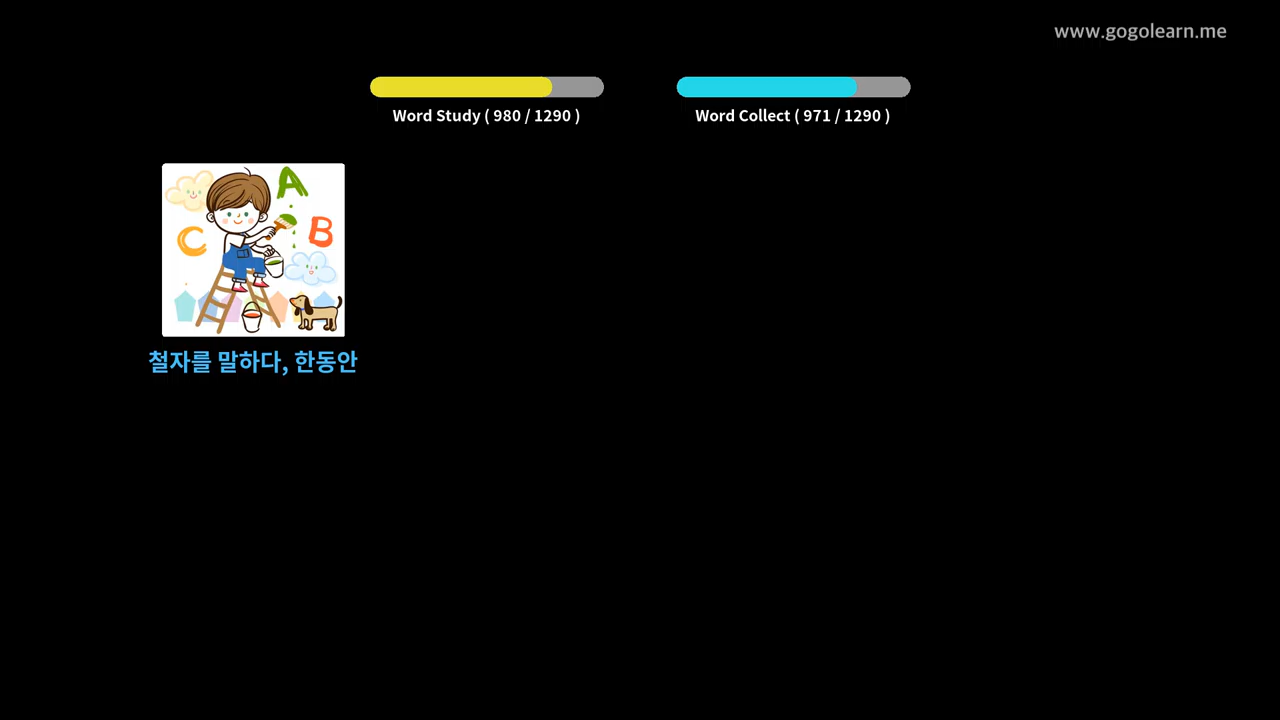 www.gogolearn.me
Word Study ( 980 / 1290 )
Word Collect ( 971 / 1290 )
A
B
C
철자를 말하다, 한동안